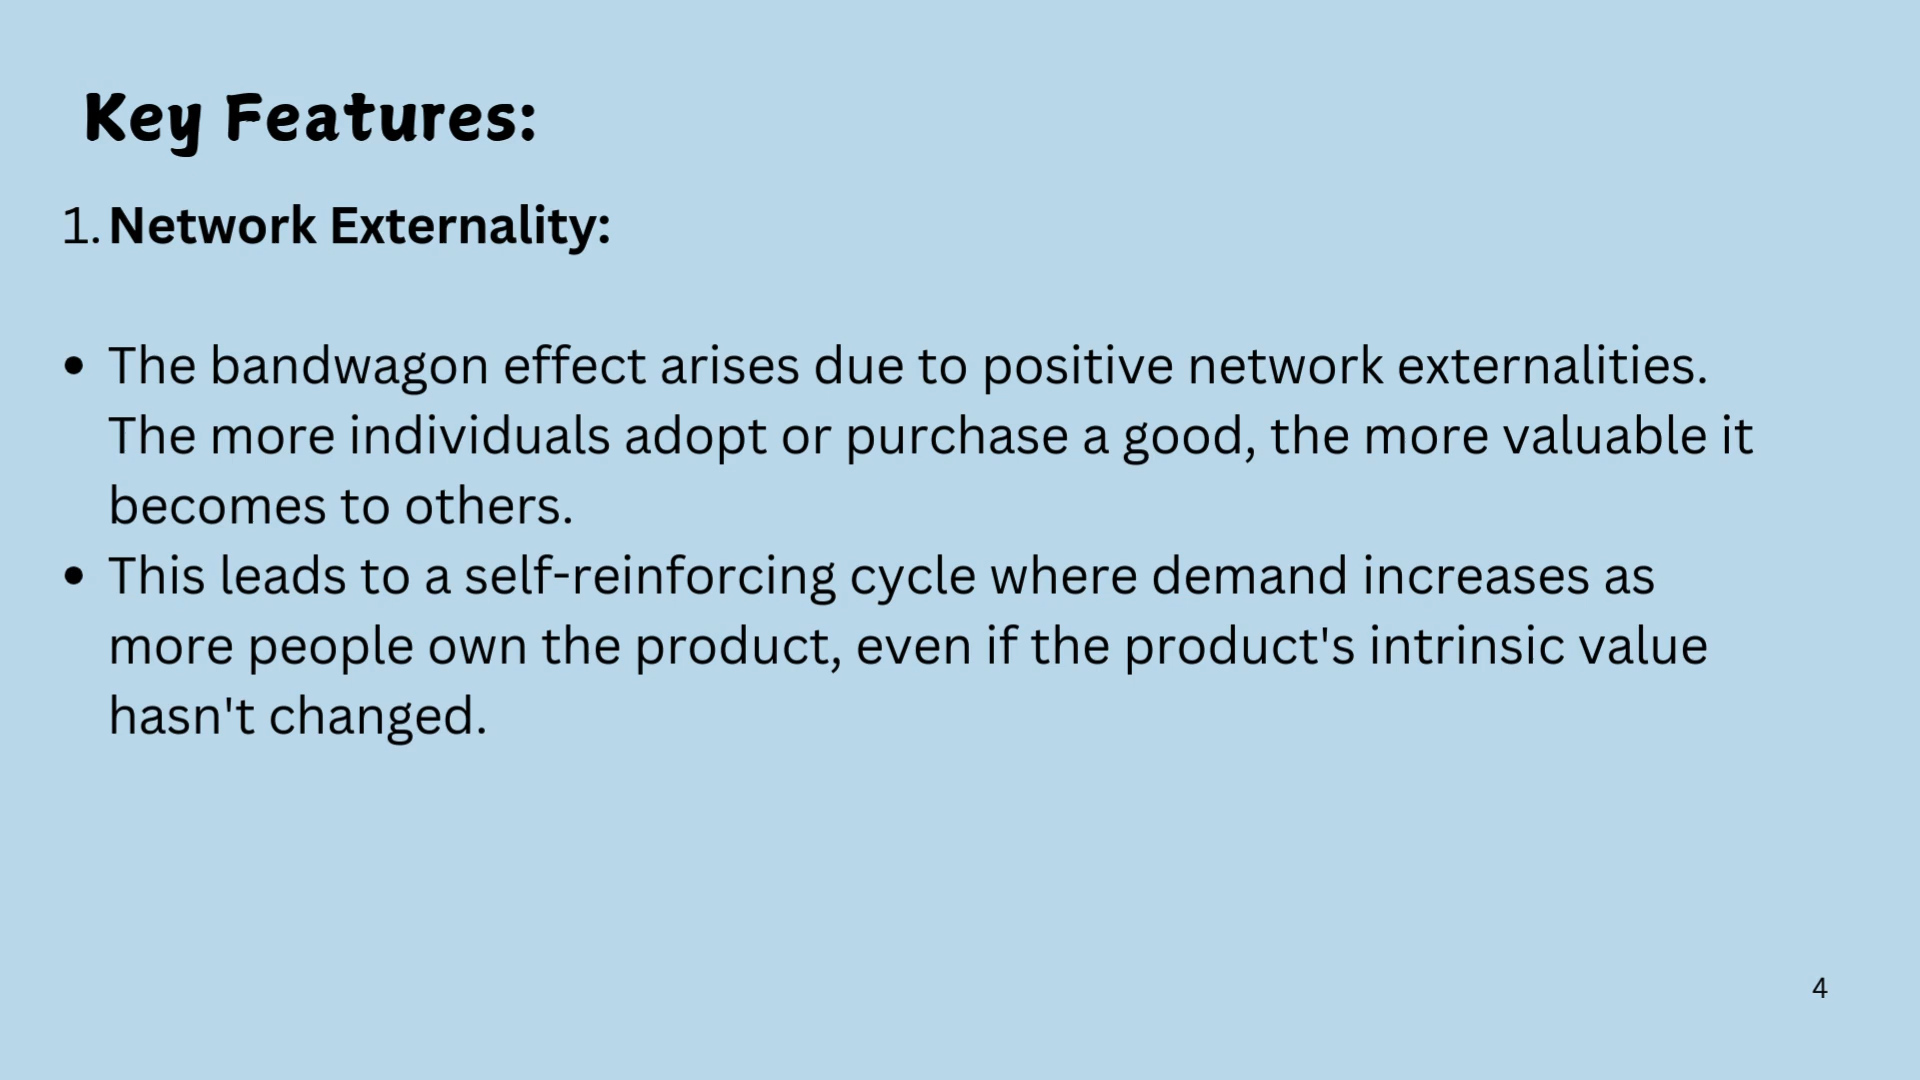 Key Features:
1. Network Externality:
• The bandwagon effect arises due to positive network externalities.
The more individuals adopt or purchase a good, the more valuable it
becomes to others.
• This leads to a self-reinforcing cycle where demand increases as
more people own the product, even if the product's intrinsic value
hasn't changed.
4